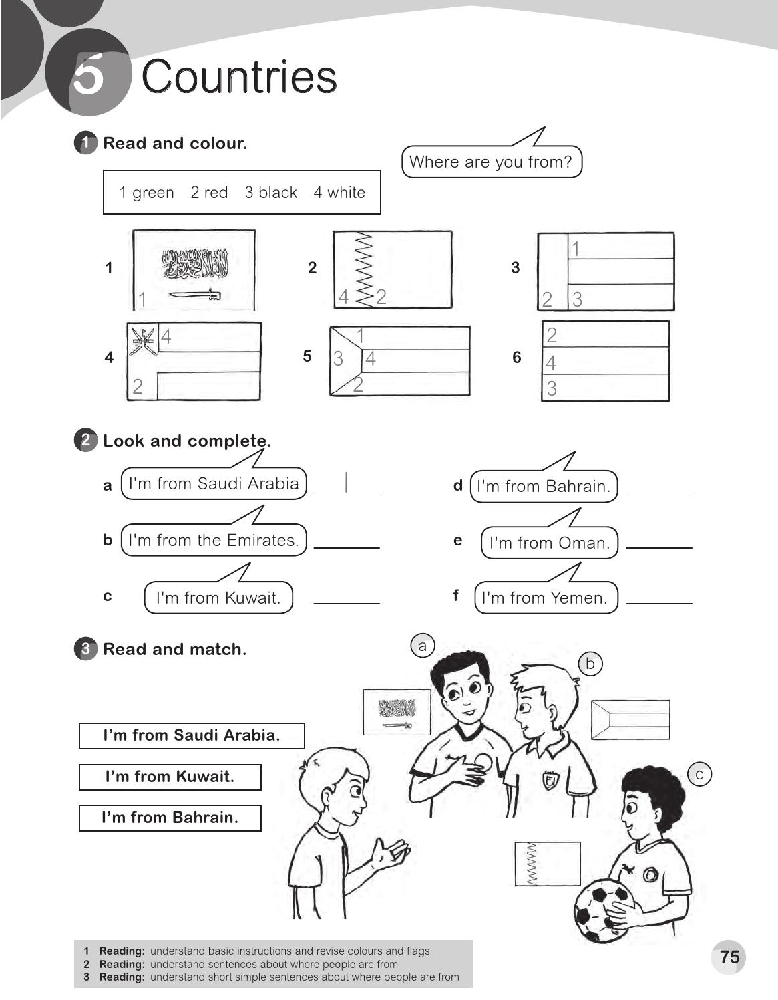 5 Countries
1 Read and colour.
Where are you from?
1 green 2 red 3 black 4 white
1
1
2
4 2
3
1
2 3
4
4
2
5
1
3 4
2
6
2
4
3
2 Look and complete.
a I'm from Saudi Arabia 1
b I'm from the Emirates.
c I'm from Kuwait.
d I'm from Bahrain.
e I'm from Oman.
f I'm from Yemen.
3 Read and match.
I'm from Saudi Arabia.
I'm from Kuwait.
I'm from Bahrain.
a
b
c
1 Reading: understand basic instructions and revise colours and flags
2 Reading: understand sentences about where people are from
3 Reading: understand short simple sentences about where people are from
75